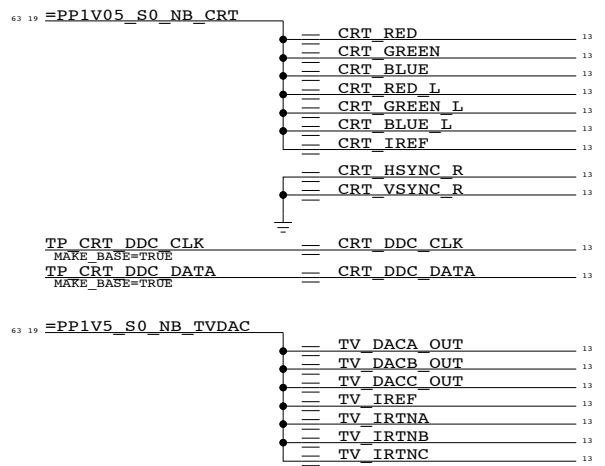 63 19 =PP1V05_S0_NB_CRT
CRT_RED 13
CRT_GREEN 13
CRT_BLUE 13
CRT_RED_L 13
CRT_GREEN_L 13
CRT_BLUE_L 13
CRT_IREF 13
CRT_HSYNC_R 13
CRT_VSYNC_R 13
TP_CRT_DDC_CLK CRT_DDC_CLK 13
MAKE_BASE=TRUE
TP_CRT_DDC_DATA CRT_DDC_DATA 13
MAKE_BASE=TRUE
63 19 =PP1V5_S0_NB_TVDAC
TV_DACA_OUT 13
TV_DACB_OUT 13
TV_DACC_OUT 13
TV_IREF 13
TV_IRTNA 13
TV_IRTNB 13
TV_IRTNC 13